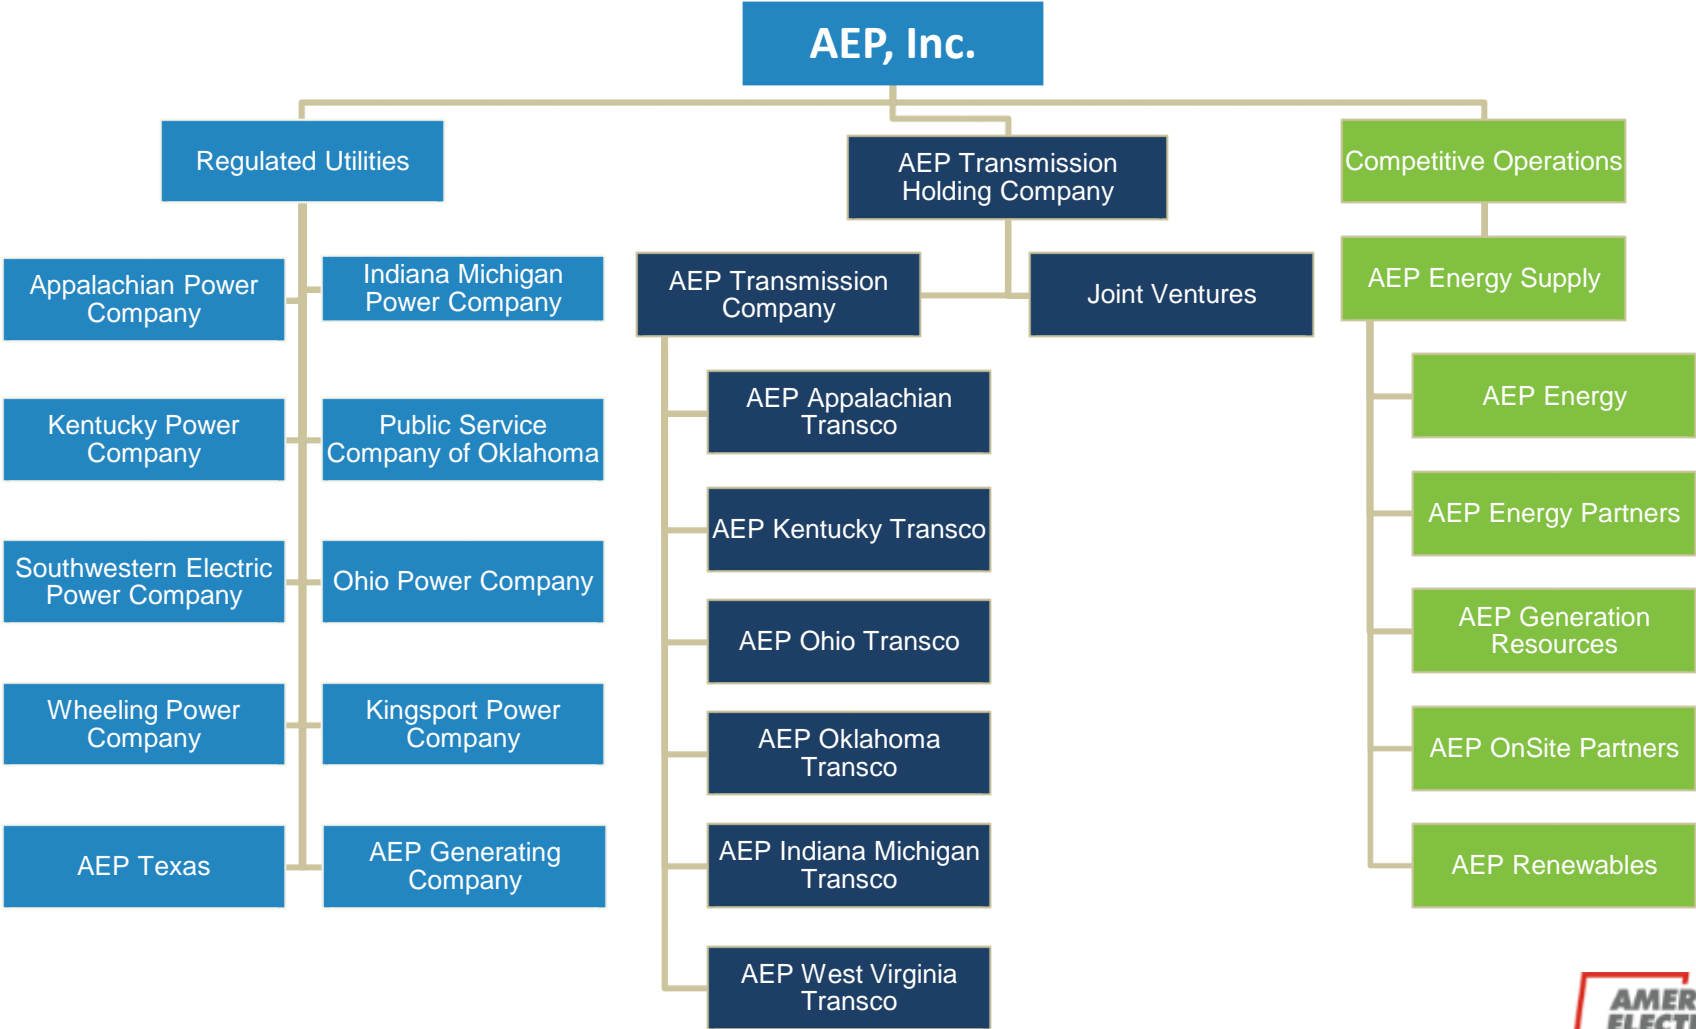 AEP, Inc.
Regulated Utilities
AEP Transmission
Holding Company
Competitive Operations
Appalachian Power
Company
Indiana Michigan
Power Company
Kentucky Power
Company
Public Service
Company of Oklahoma
Southwestern Electric
Power Company
Ohio Power Company
Wheeling Power
Company
Kingsport Power
Company
AEP Texas
AEP Generating
Company
AEP Transmission
Company
Joint Ventures
AEP Appalachian
Transco
AEP Kentucky Transco
AEP Ohio Transco
AEP Oklahoma
Transco
AEP Indiana Michigan
Transco
AEP West Virginia
Transco
AEP Energy Supply
AEP Energy
AEP Energy Partners
AEP Generation
Resources
AEP OnSite Partners
AEP Renewables